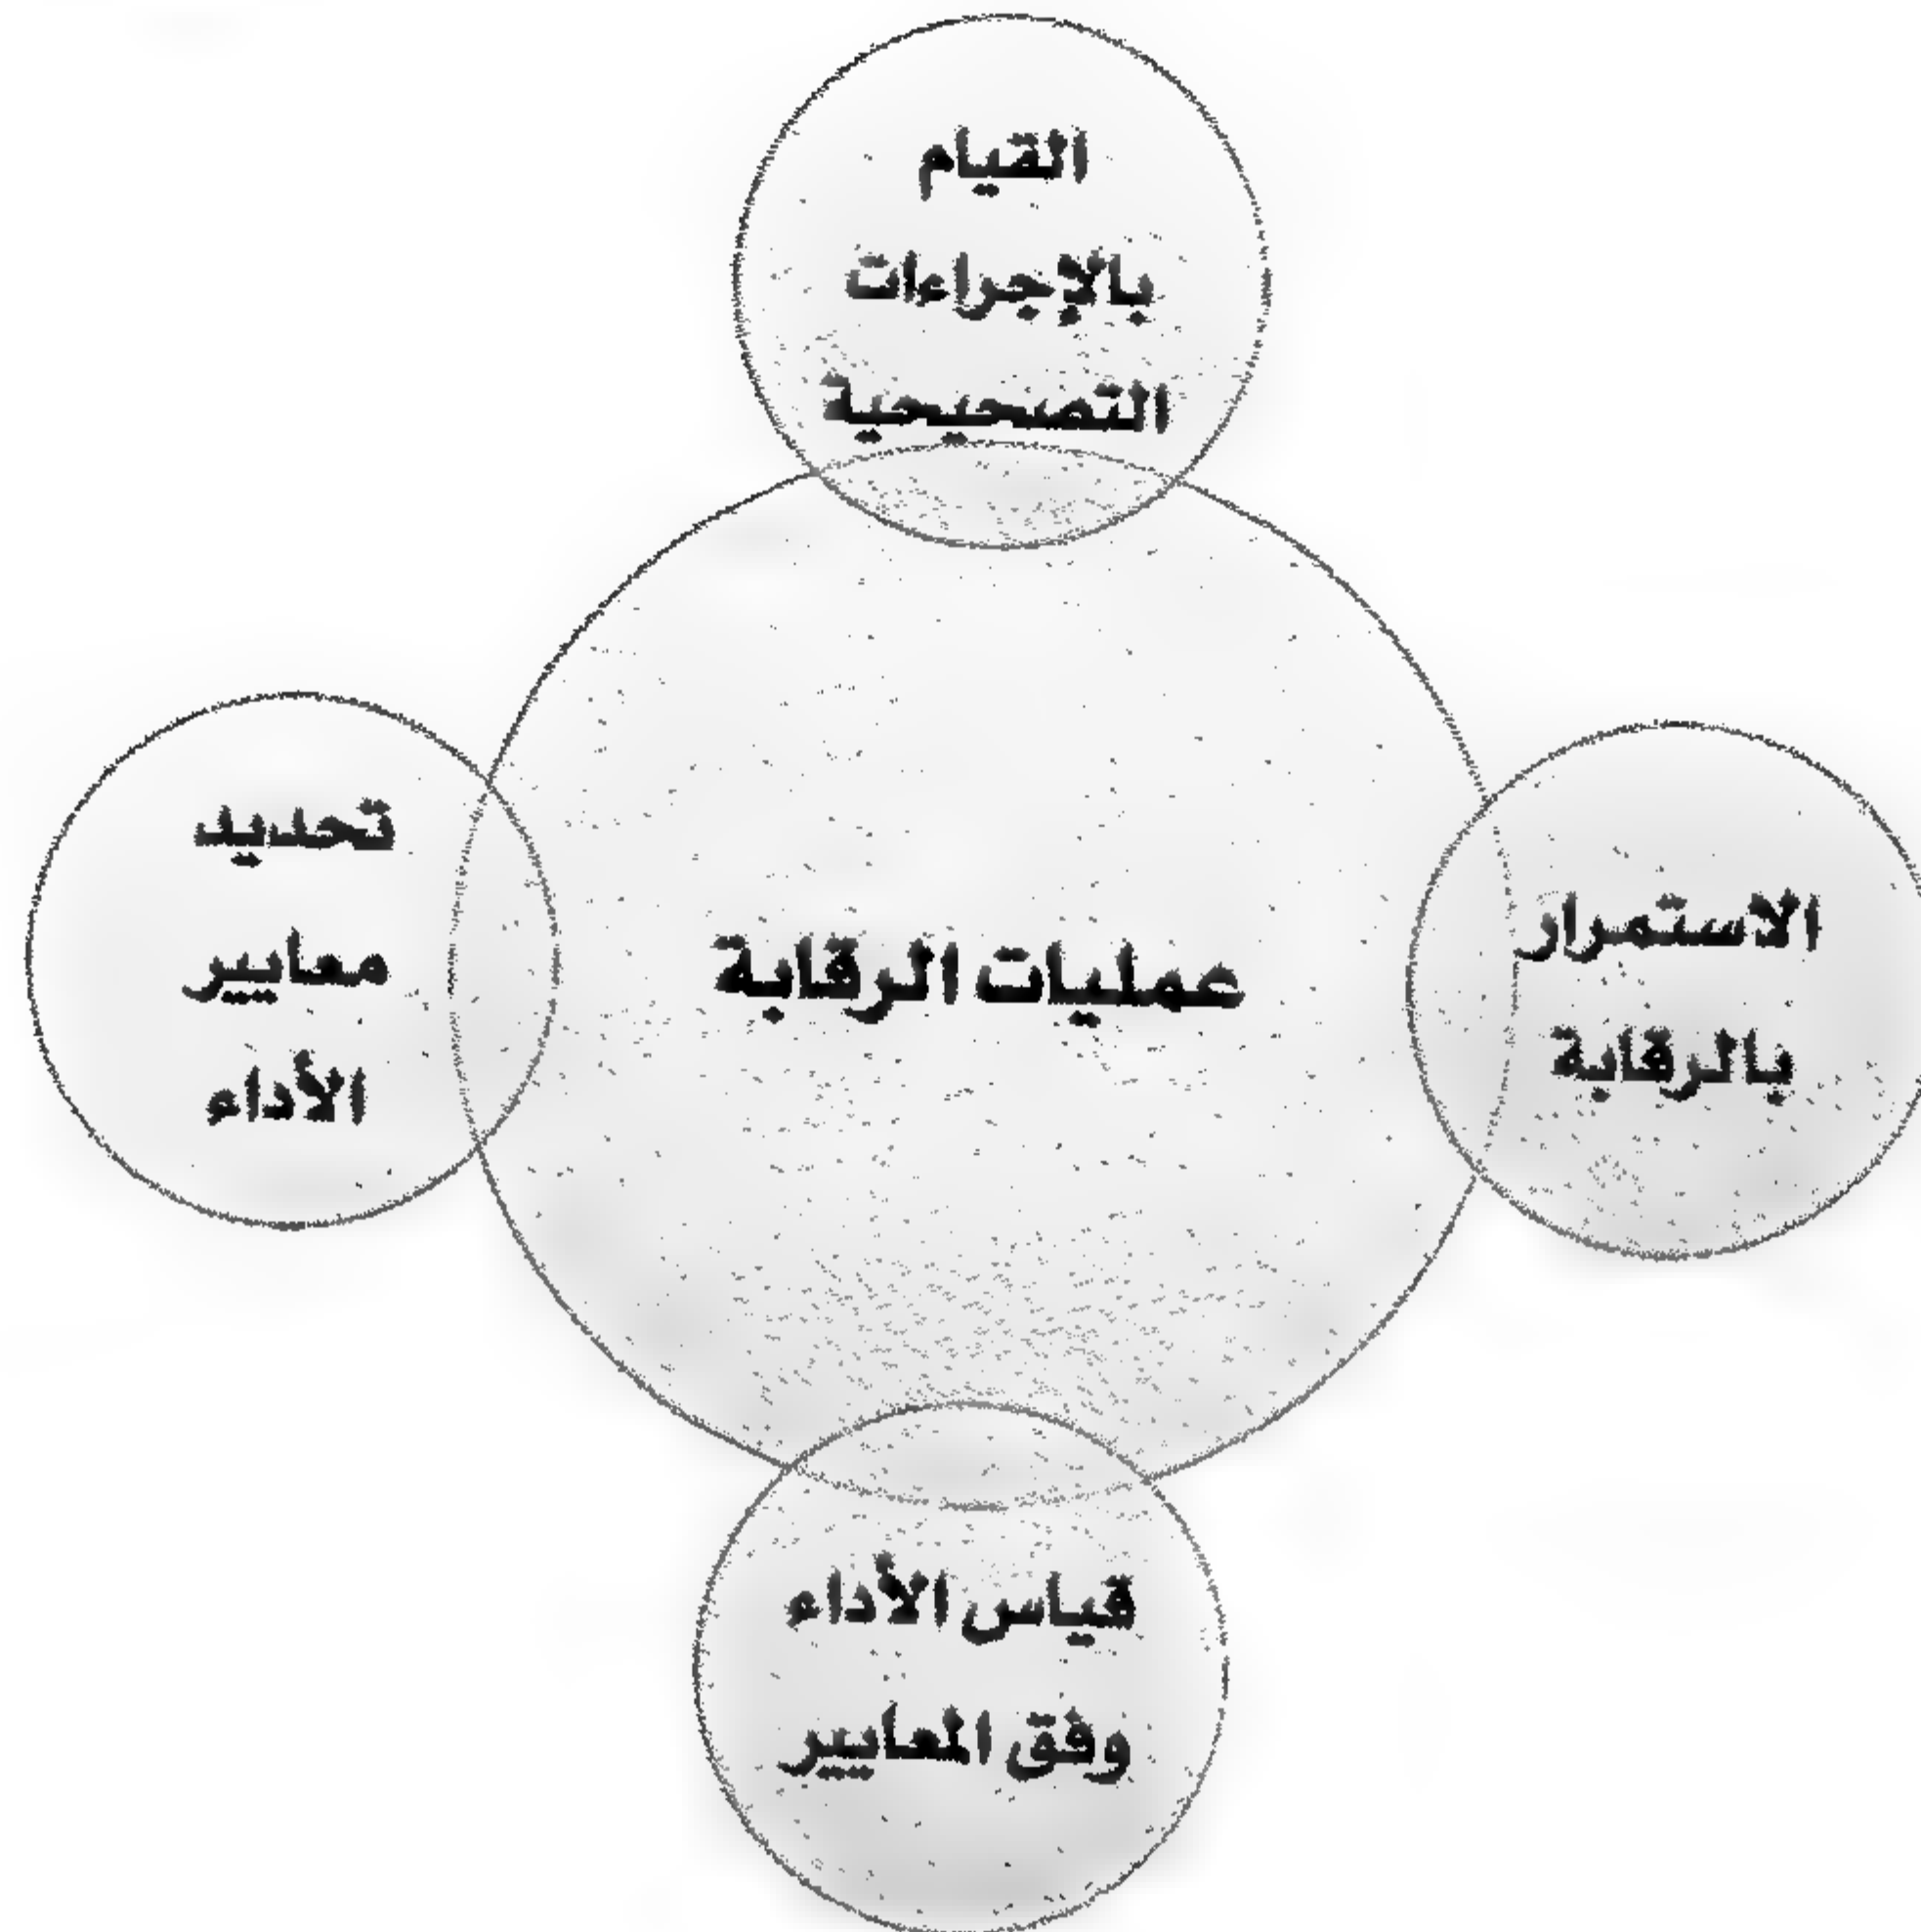 القيام
بالإجراءات
التصحيحية
تحديد
معايير
الأداء
عمليات الرقابة
الاستمرار
بالرقابة
قياس الأداء
وفق المعايير